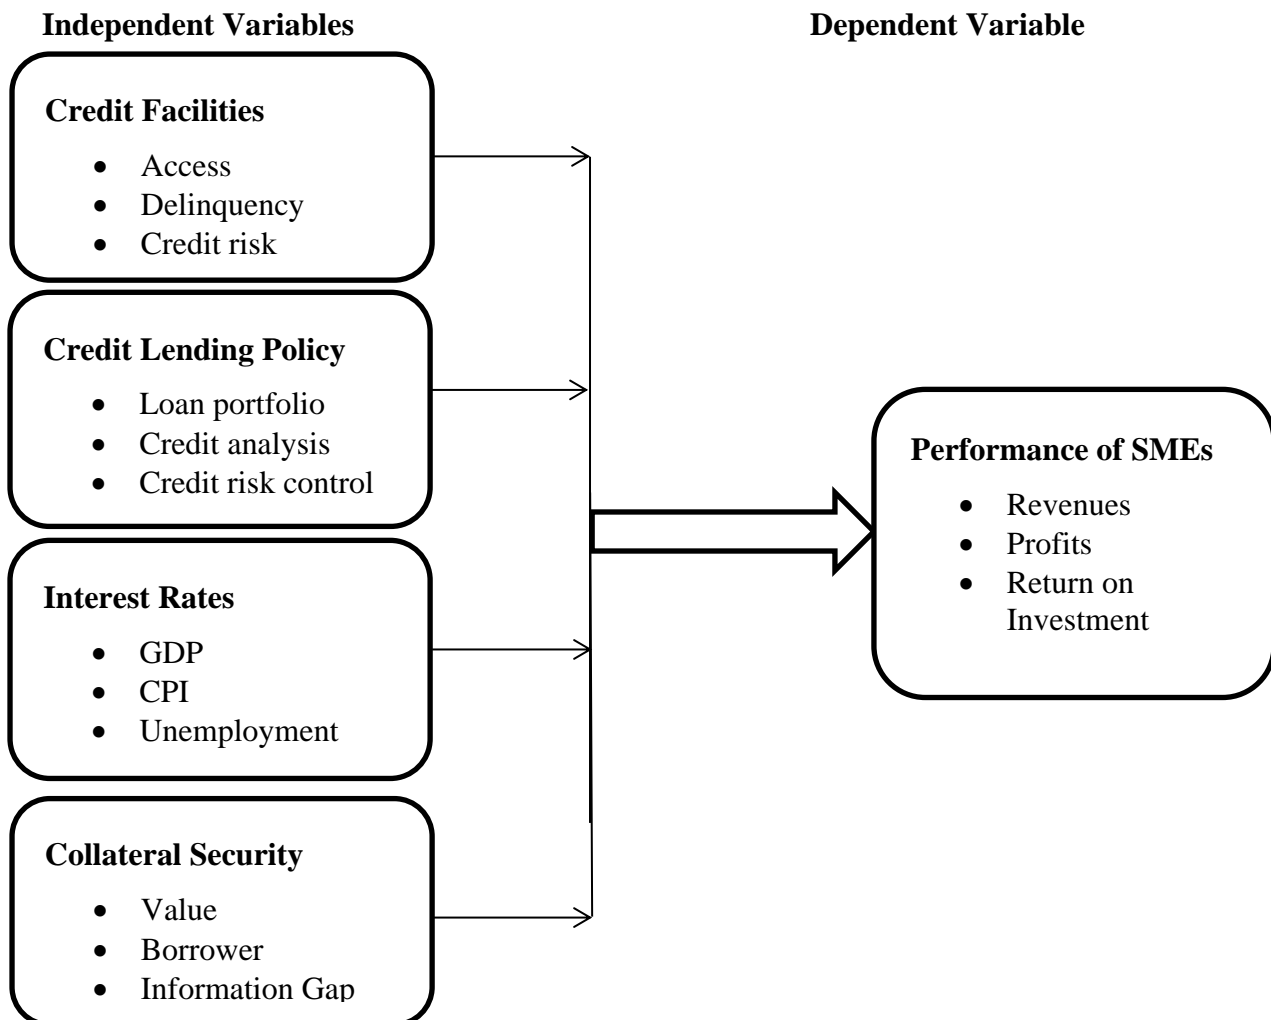 Independent Variables
Dependent Variable
Credit Facilities
• Access
• Delinquency
• Credit risk
Credit Lending Policy
• Loan portfolio
• Credit analysis
• Credit risk control
Interest Rates
• GDP
• CPI
• Unemployment
Collateral Security
• Value
• Borrower
• Information Gap
Performance of SMEs
• Revenues
• Profits
• Return on
Investment